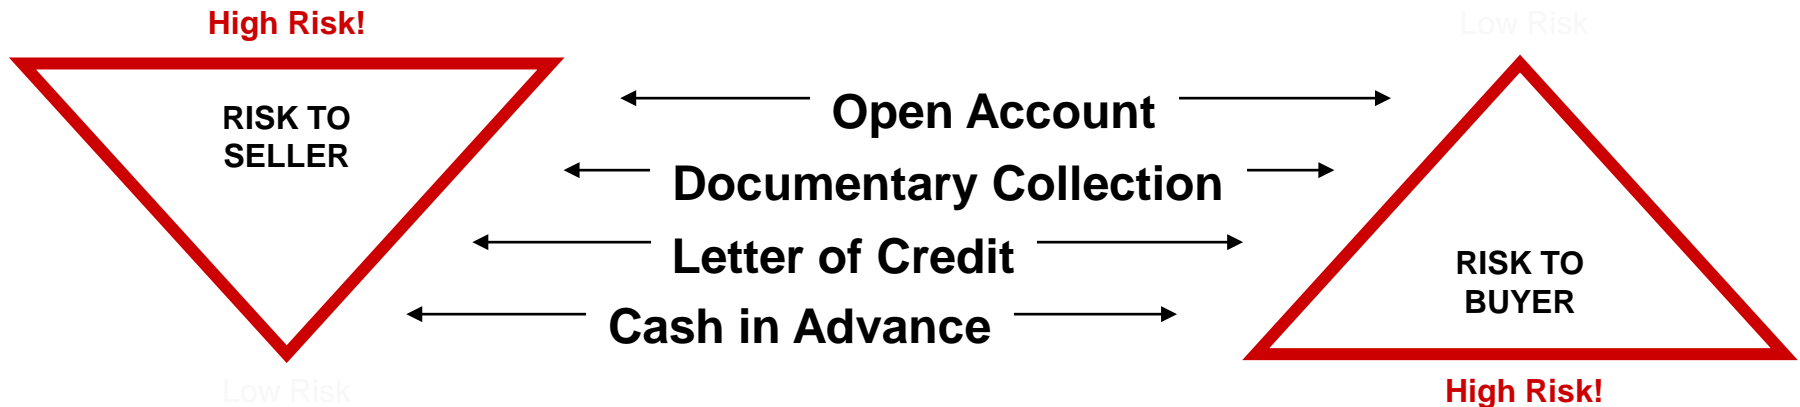 High Risk!
Low Risk
RISK TO
SELLER
Open Account
Documentary Collection
Letter of Credit
Cash in Advance
RISK TO
BUYER
Low Risk
High Risk!